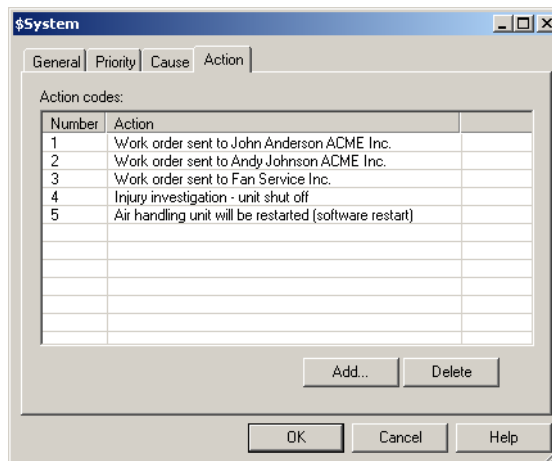 $System
General Priority Cause Action
Action codes:
Number Action
1 Work order sent to John Anderson ACME Inc.
2 Work order sent to Andy Johnson ACME Inc.
3 Work order sent to Fan Service Inc.
4 Injury investigation - unit shut off
5 Air handling unit will be restarted (software restart)
Add... Delete
OK Cancel Help